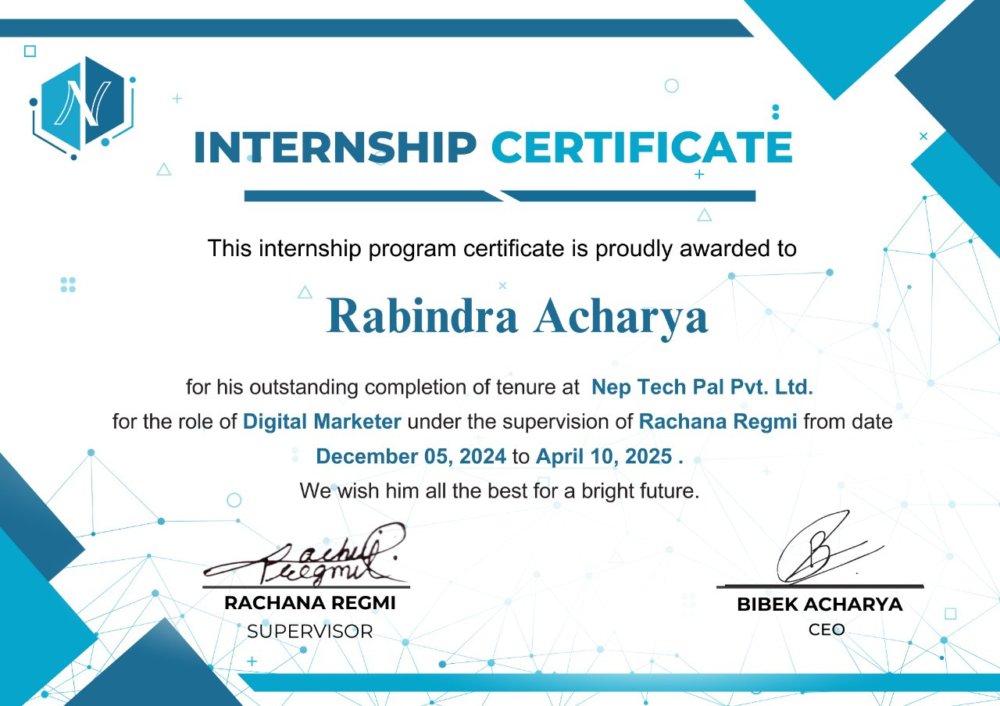 N
INTERNSHIP CERTIFICATE
This internship program certificate is proudly awarded to
Rabindra Acharya
for his outstanding completion of tenure at Nep Tech Pal Pvt. Ltd.
for the role of Digital Marketer under the supervision of Rachana Regmi from date
December 05, 2024 to April 10, 2025 .
We wish him all the best for a bright future.
RACHANA REGMI
SUPERVISOR
BIBEK ACHARYA
CEO